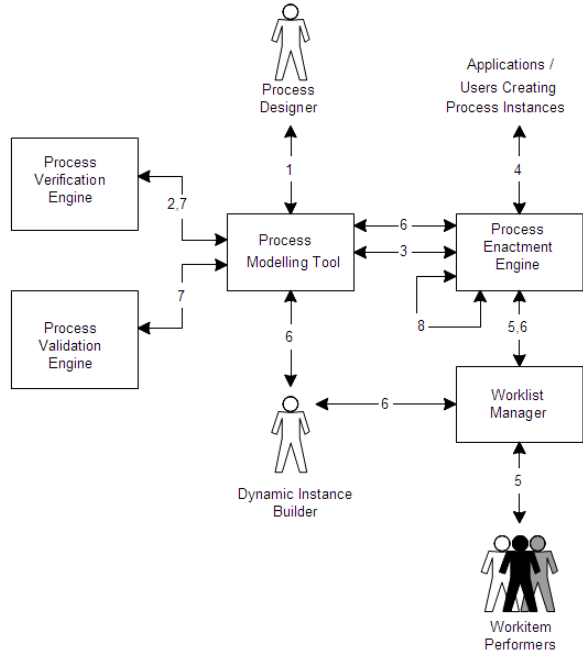 Process
Designer
Applications /
Users Creating
Process Instances
1
4
Process
Verification
Engine
2,7
Process
Modelling Tool
6
3
Process
Enactment
Engine
7
8
Process
Validation
Engine
6
5,6
Worklist
Manager
6
Dynamic Instance
Builder
5
Workitem
Performers